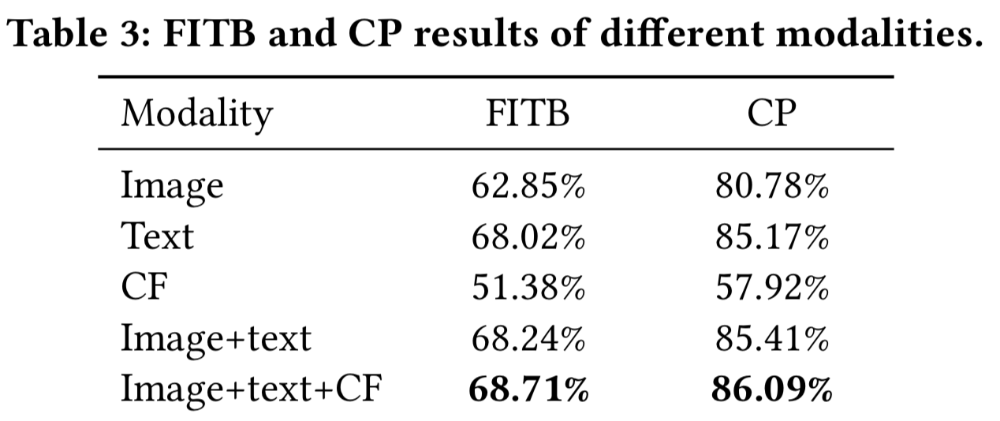 Table 3: FITB and CP results of different modalities.
Modality FITB CP
Image 62.85% 80.78%
Text 68.02% 85.17%
CF 51.38% 57.92%
Image+text 68.24% 85.41%
Image+text+CF 68.71% 86.09%